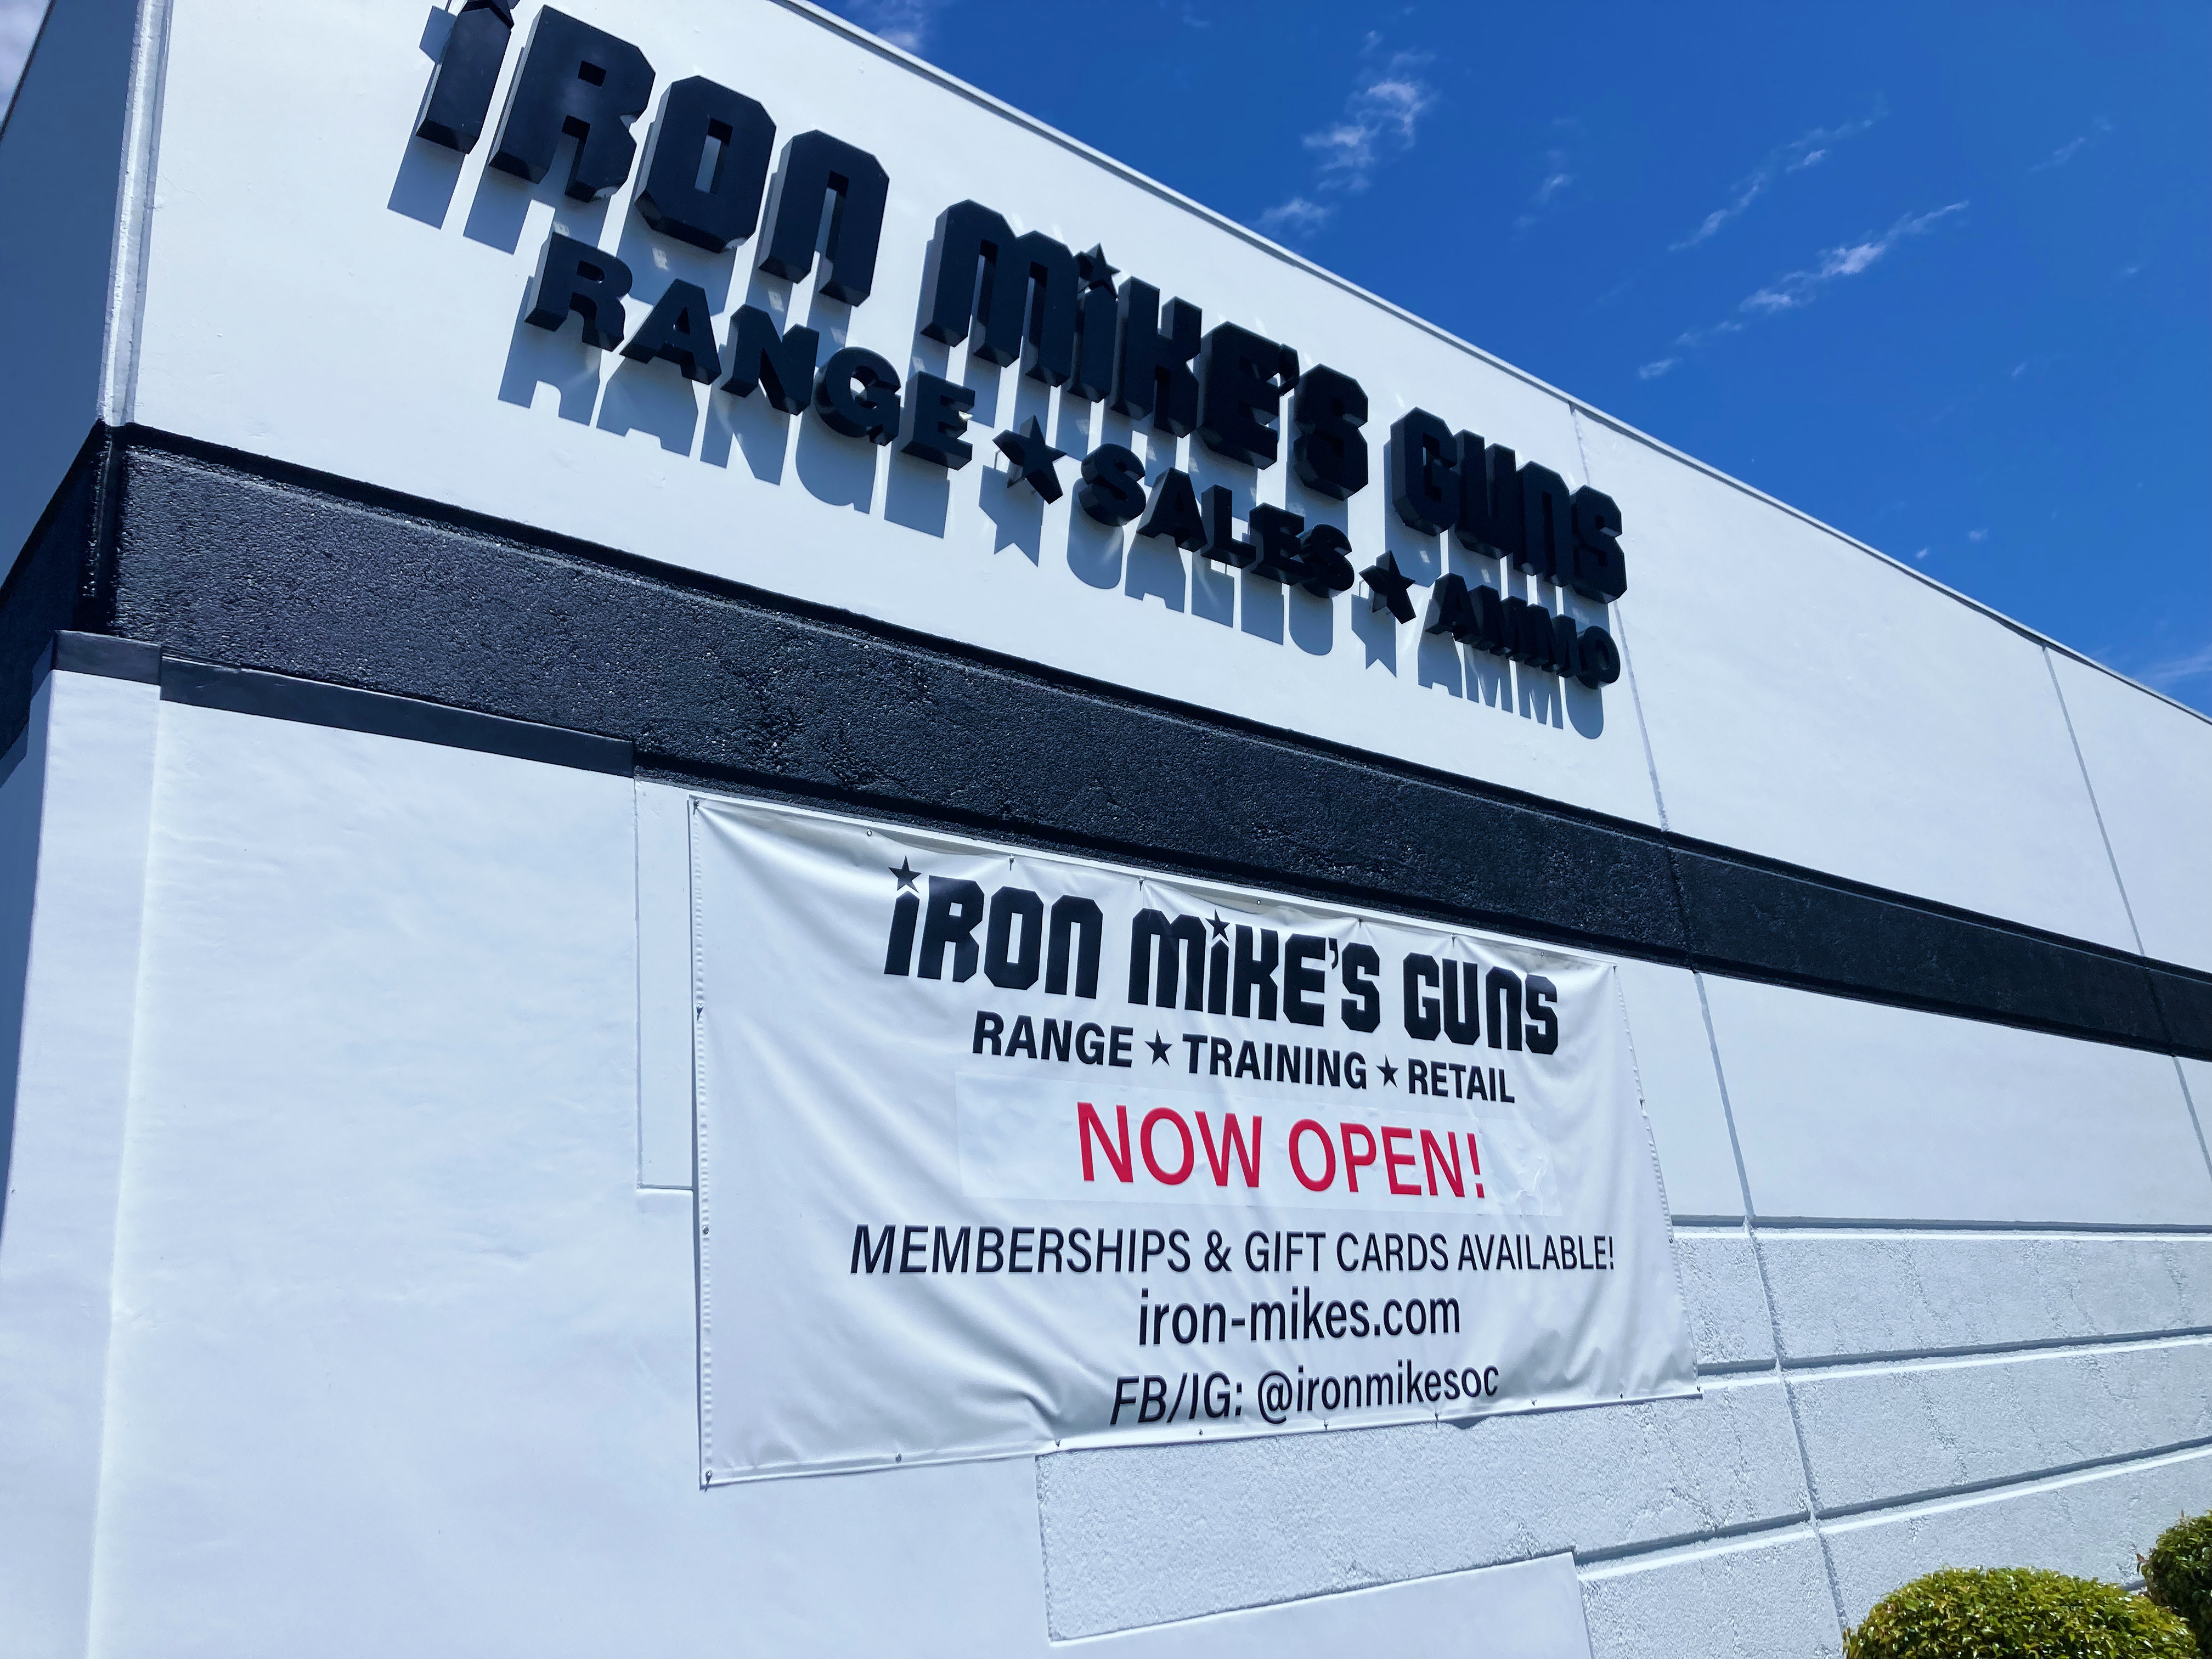 iRON MiKE'S GUNS
RANGE ★ SALES ★ AMMO
iRON MiKE'S GUNS
RANGE ★ TRAINING ★ RETAIL
NOW OPEN!
MEMBERSHIPS & GIFT CARDS AVAILABLE!
iron-mikes.com
FB/IG: @ironmikesoc